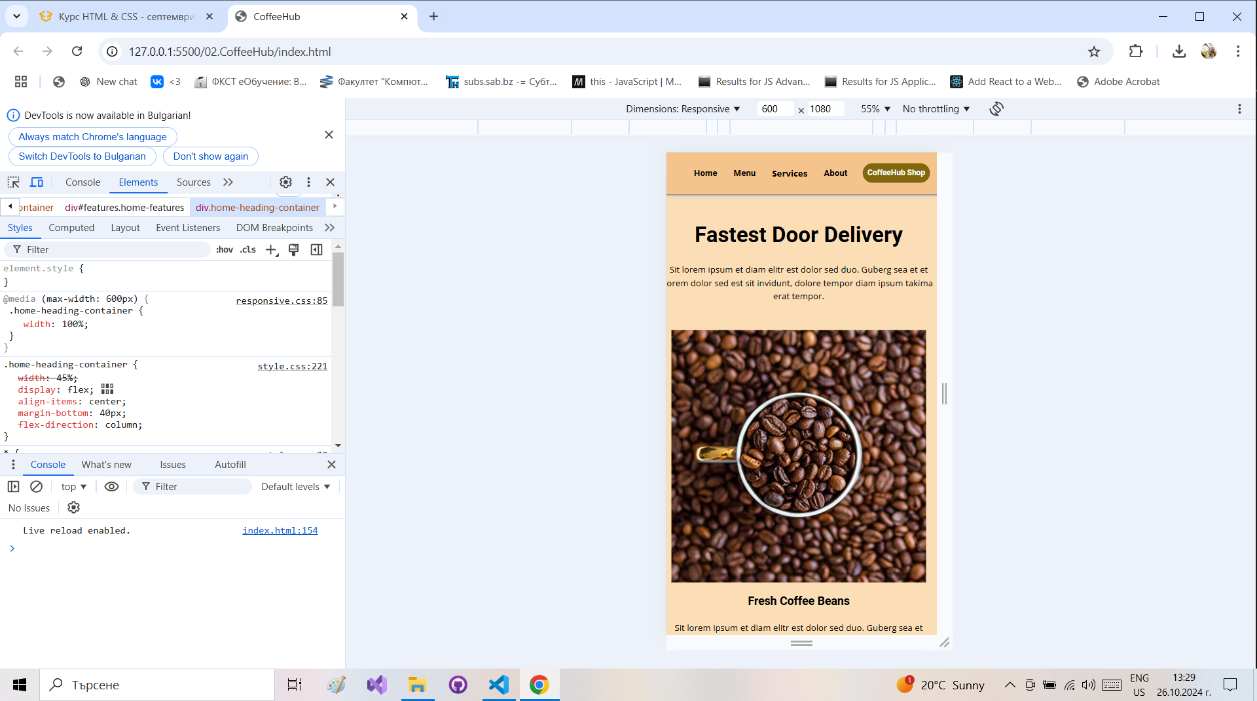 Курс HTML & CSS - септемвri
CoffeeHub
127.0.0.1:5500/02.CoffeeHub/index.html
New chat
<3
ФКСТ еОбучение: В...
Факултет "Компют...
subs.sab.bz -= Субт...
this - JavaScript | M...
Results for JS Advan...
Results for JS Applic...
Add React to a Web...
Adobe Acrobat
DevTools is now available in Bulgarian!
Always match Chrome's language
Switch DevTools to Bulgarian Don't show again
Console Elements Sources
ontainer div#features.home-features div.home-heading-container
Styles Computed Layout Event Listeners DOM Breakpoints
Filter :hov .cls
element.style {
}
@media (max-width: 600px) { responsive.css:85
.home-heading-container {
width: 100%;
}
}
.home-heading-container { style.css:221
width: 45%;
display: flex;
align-items: center;
margin-bottom: 40px;
flex-direction: column;
}
Console What's new Issues Autofill
top Filter Default levels
No Issues
Live reload enabled. index.html:154
Dimensions: Responsive 600 x 1080 55% No throttling
Home Menu Services About CoffeeHub Shop
Fastest Door Delivery
Sit lorem ipsum et diam elitr est dolor sed duo. Guberg sea et et
orem dolor sed est sit invidunt, dolore tempor diam ipsum takima
erat tempor.
Fresh Coffee Beans
Sit lorem ipsum et diam elitr est dolor sed duo. Guberg sea et
Търсене
1
20°C Sunny
ENG
US
13:29
26.10.2024 г.